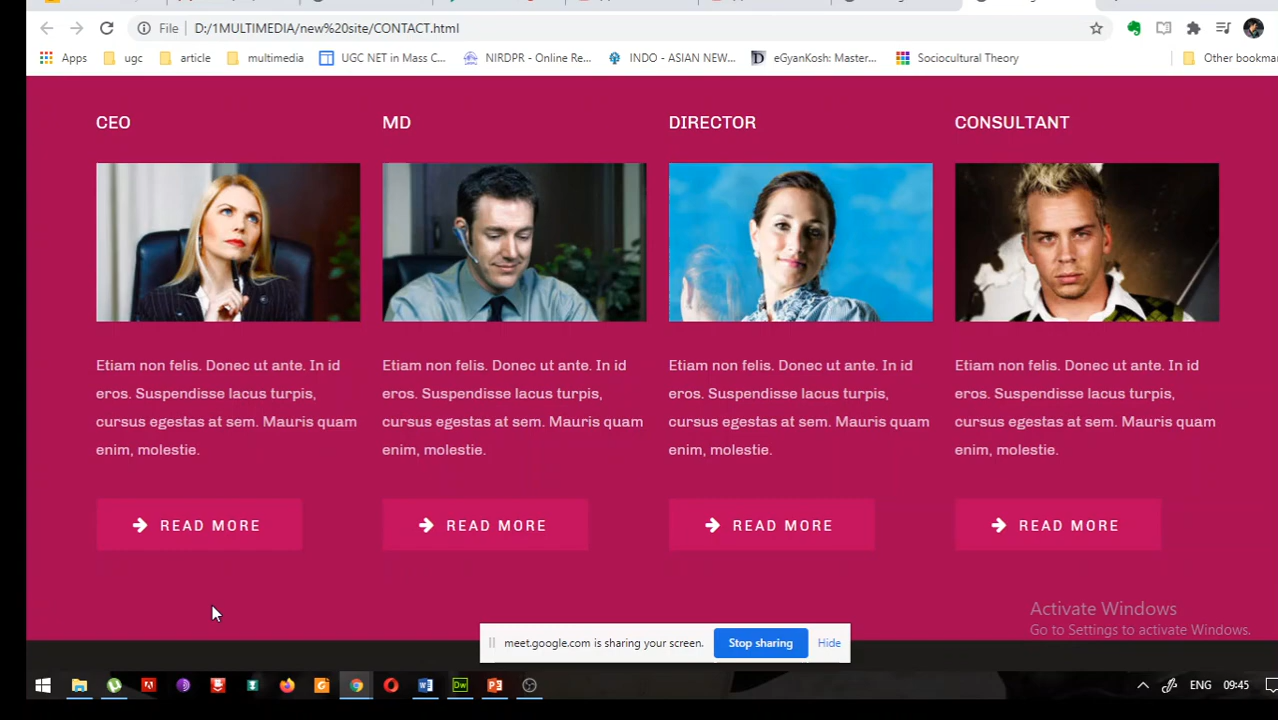 File
D:/1MULTIMEDIA/new%20site/CONTACT.html
Apps
ugc
article
multimedia
UGC NET in Mass C...
NIRDPR - Online Re...
INDO - ASIAN NEW...
eGyanKosh: Master...
Sociocultural Theory
Other bookma
CEO
MD
DIRECTOR
CONSULTANT
Etiam non felis. Donec ut ante. In id
eros. Suspendisse lacus turpis,
cursus egestas at sem. Mauris quam
enim, molestie.
Etiam non felis. Donec ut ante. In id
eros. Suspendisse lacus turpis,
cursus egestas at sem. Mauris quam
enim, molestie.
Etiam non felis. Donec ut ante. In id
eros. Suspendisse lacus turpis,
cursus egestas at sem. Mauris quam
enim, molestie.
Etiam non felis. Donec ut ante. In id
eros. Suspendisse lacus turpis,
cursus egestas at sem. Mauris quam
enim, molestie.
READ MORE
READ MORE
READ MORE
READ MORE
Activate Windows
Go to Settings to activate Windows.
meet.google.com is sharing your screen.
Stop sharing
Hide
Dw
ENG
09:45